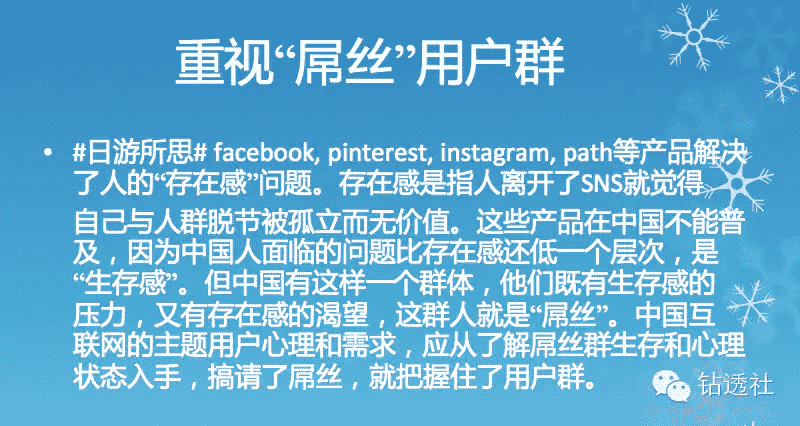 重视“屌丝”用户群
• #日游所思# facebook, pinterest, instagram, path等产品解决
了人的“存在感”问题。存在感是指人离开了SNS就觉得
自己与人群脱节被孤立而无价值。这些产品在中国不能普
及，因为中国人面临的问题比存在感还低一个层次，是
“生存感”。但中国有这样一个群体，他们既有生存感的
压力，又有存在感的渴望，这群人就是“屌丝”。中国互
联网的主题用户心理和需求，应从了解屌丝群生存和心理
状态入手，搞请了屌丝，就把握住了用户群。
钻透社